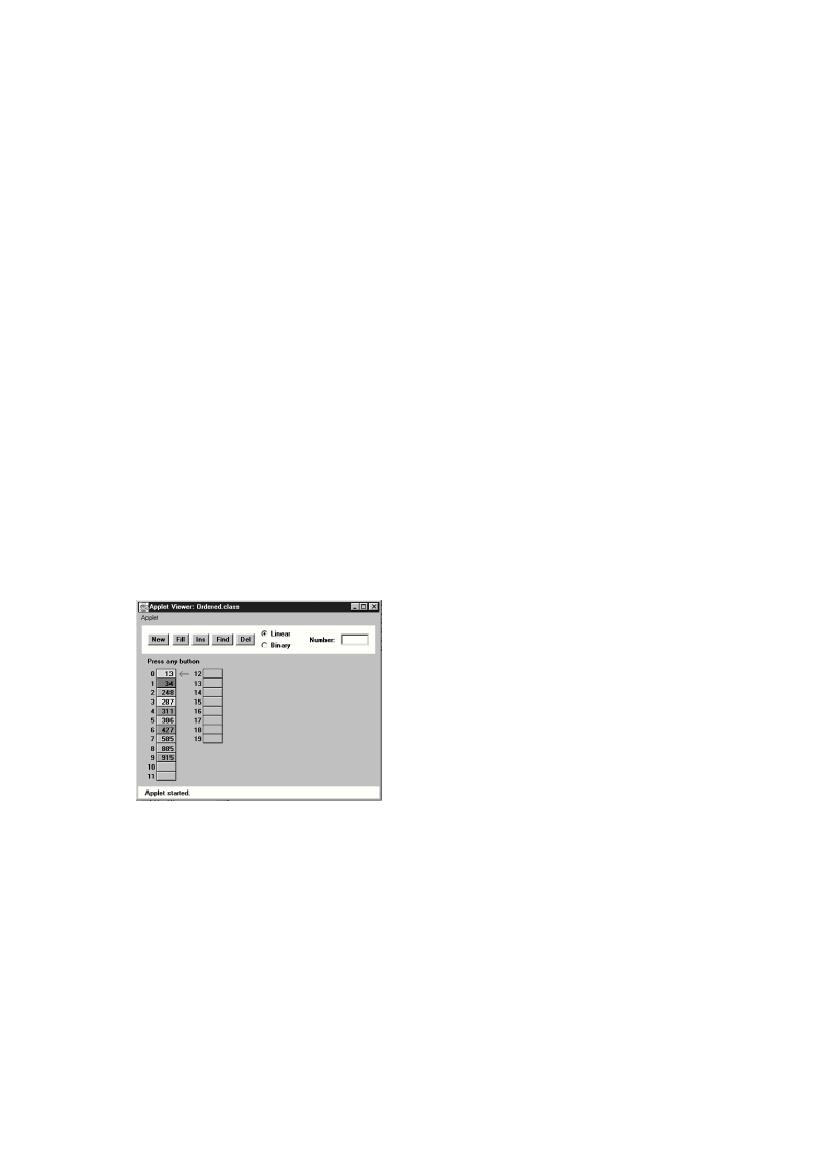 Applet Viewer: Ordered.class
Applet
New Fill Ins Find Del Linear Binary Number:
Press any button
0 13 12
1 34 13
2 248 14
3 287 15
4 311 16
5 386 17
6 427 18
7 585 19
8 885
9 915
10
11
Applet started.